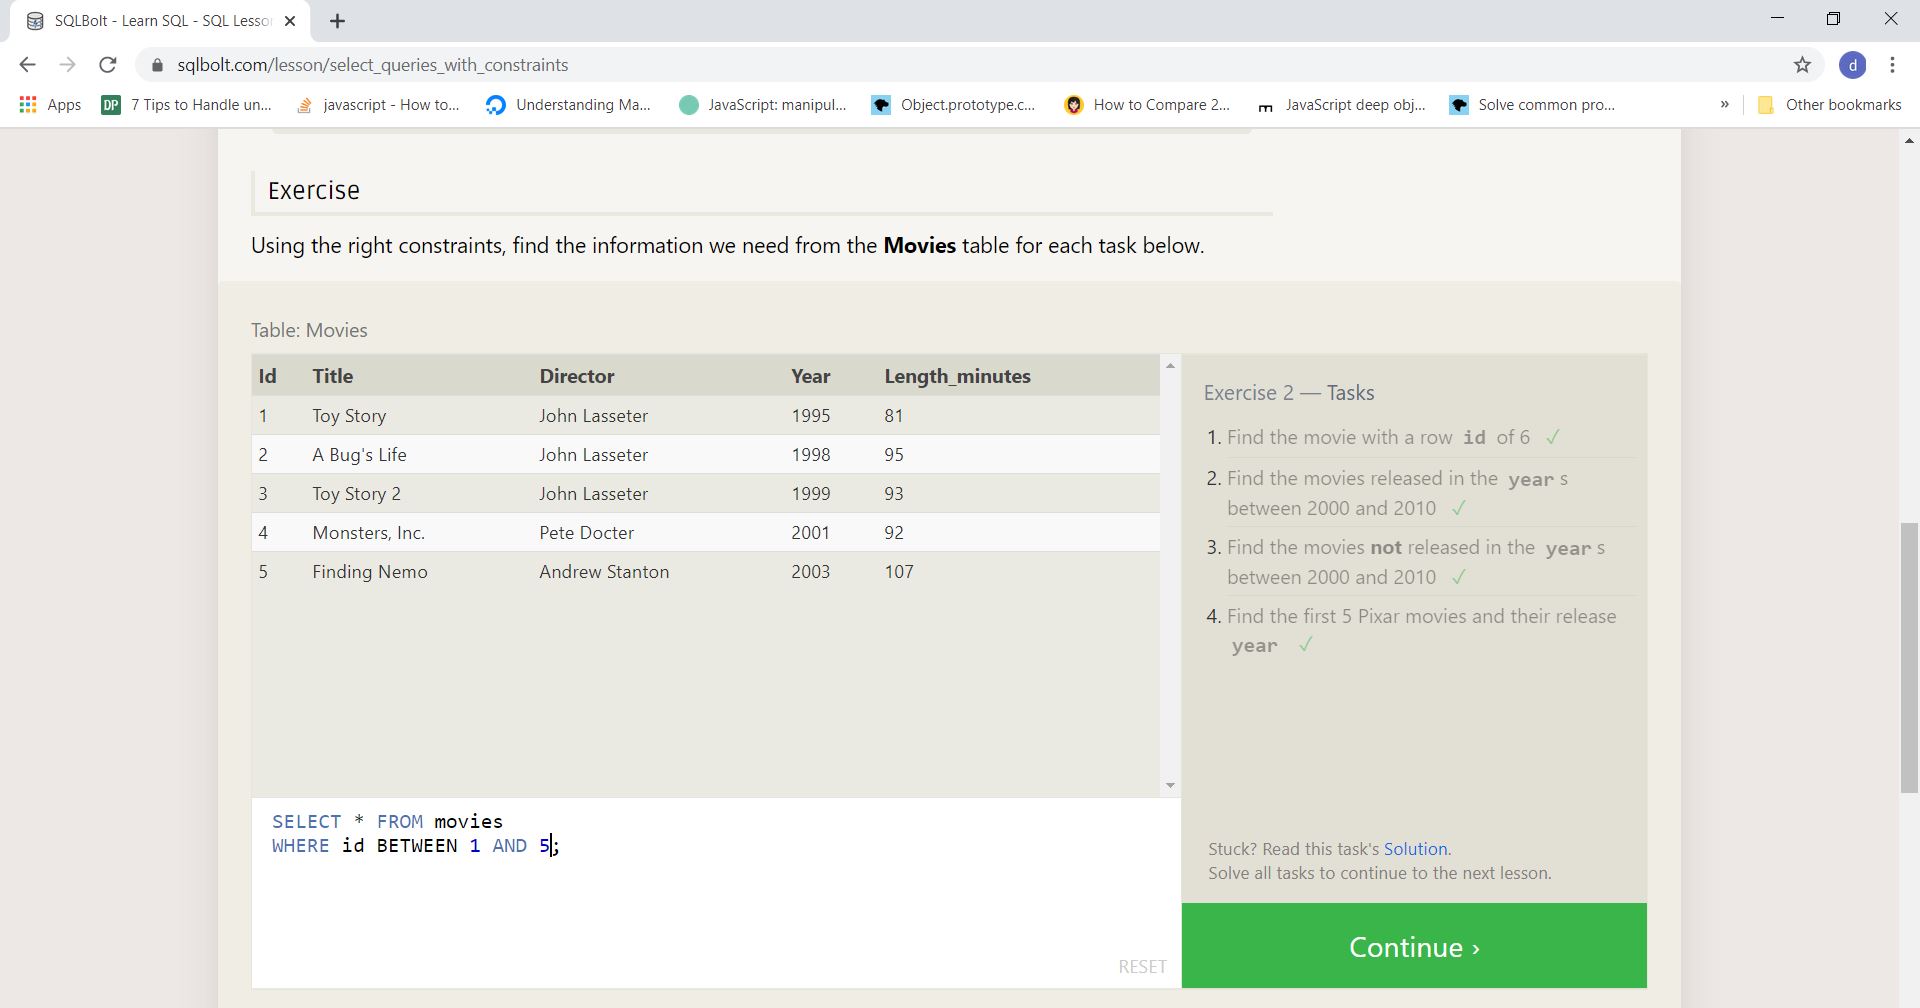 SQLBolt - Learn SQL - SQL Lesson
sqlbolt.com/lesson/select_queries_with_constraints
d
Apps
DP 7 Tips to Handle un...
javascript - How to...
Understanding Ma...
JavaScript: manipul...
Object.prototype.c...
How to Compare 2...
JavaScript deep obj...
Solve common pro...
»
Other bookmarks
Exercise
Using the right constraints, find the information we need from the Movies table for each task below.
Table: Movies
Id Title Director Year Length_minutes
1 Toy Story John Lasseter 1995 81
2 A Bug's Life John Lasseter 1998 95
3 Toy Story 2 John Lasseter 1999 93
4 Monsters, Inc. Pete Docter 2001 92
5 Finding Nemo Andrew Stanton 2003 107
SELECT * FROM movies
WHERE id BETWEEN 1 AND 5;
RESET
Exercise 2 — Tasks
1. Find the movie with a row id of 6 ✓
2. Find the movies released in the year s
between 2000 and 2010 ✓
3. Find the movies not released in the year s
between 2000 and 2010 ✓
4. Find the first 5 Pixar movies and their release
year ✓
Stuck? Read this task's Solution.
Solve all tasks to continue to the next lesson.
Continue ›